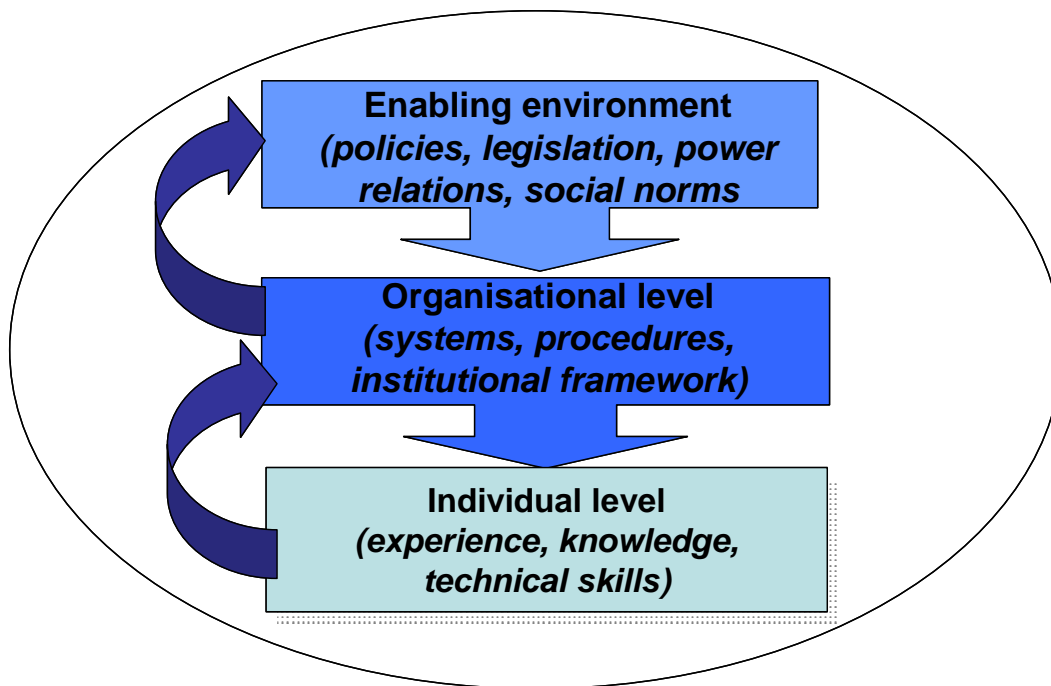 Enabling environment
(policies, legislation, power
relations, social norms
Organisational level
(systems, procedures,
institutional framework)
Individual level
(experience, knowledge,
technical skills)